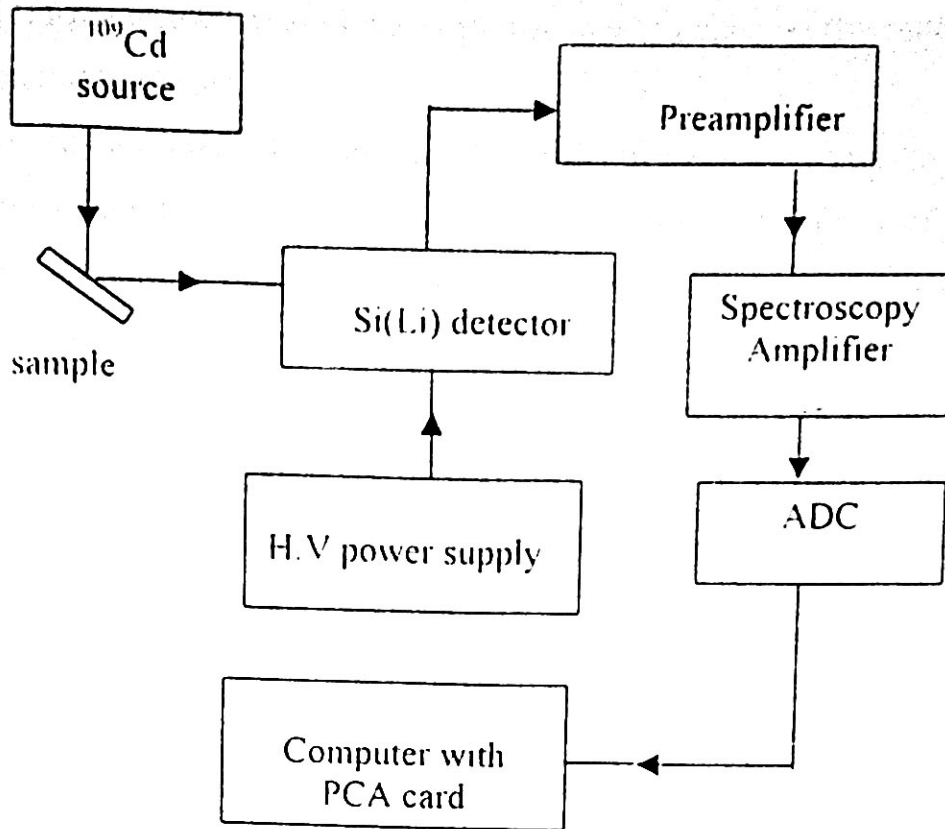 ¹⁰⁹Cd
source
Preamplifier
Si(Li) detector
Spectroscopy
Amplifier
sample
H.V power supply
ADC
Computer with
PCA card